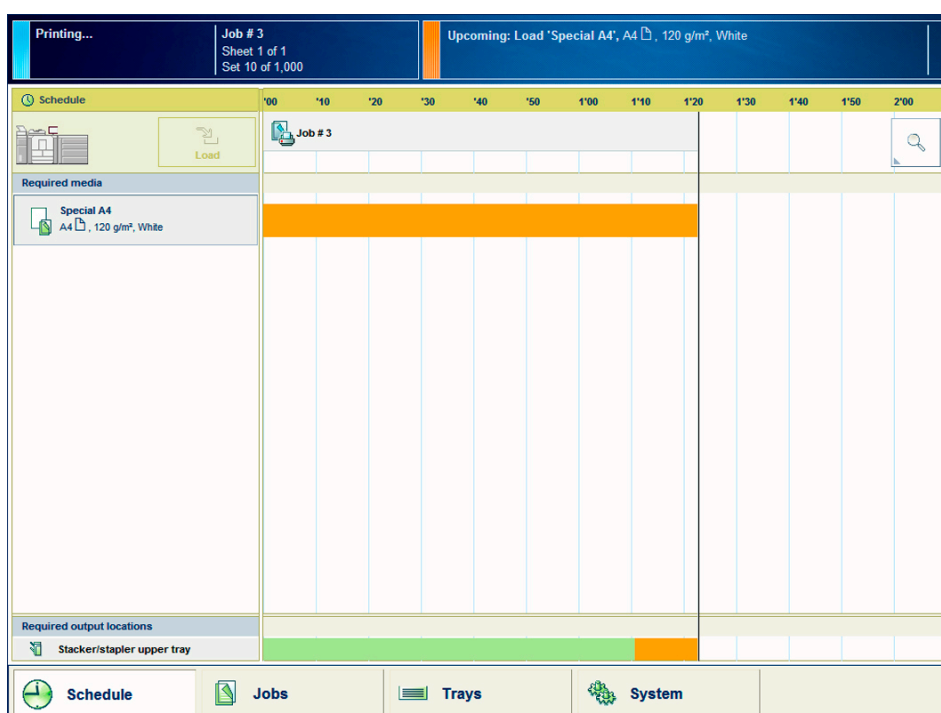 Printing...
Job # 3
Sheet 1 of 1
Set 10 of 1,000
Upcoming: Load 'Special A4', A4 , 120 g/m², White
Schedule
'00 '10 '20 '30 '40 '50 1'00 1'10 1'20 1'30 1'40 1'50 2'00
Load
Job # 3
Required media
Special A4
A4 , 120 g/m², White
Required output locations
Stacker/stapler upper tray
Schedule Jobs Trays System